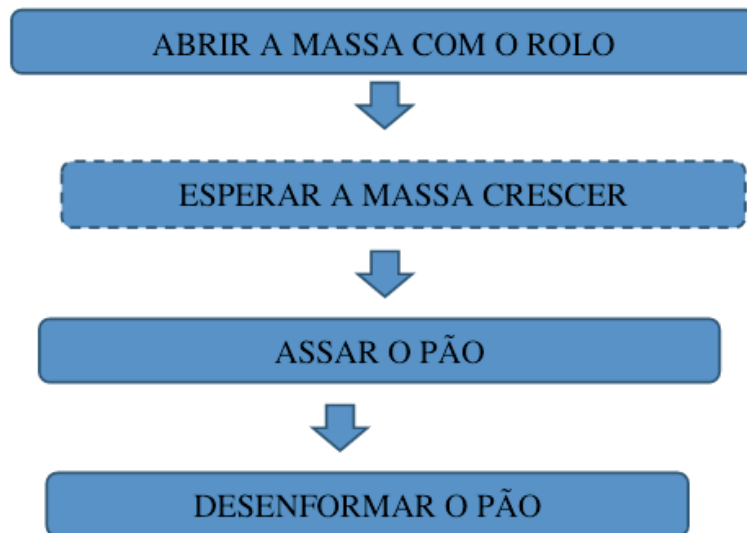 ABRIR A MASSA COM O ROLO
ESPERAR A MASSA CRESCER
ASSAR O PÃO
DESENFORMAR O PÃO